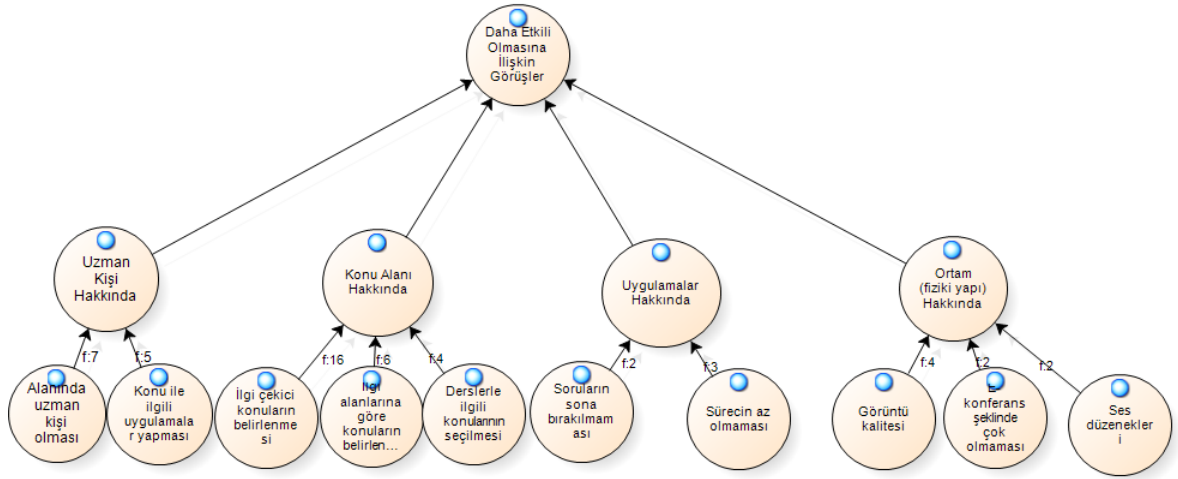 Daha Etkili
Olmasına
İlişkin
Görüşler
Uzman
Kişi
Hakkında
Konu Alanı
Hakkında
Uygulamalar
Hakkında
Ortam
(fiziki yapı)
Hakkında
f:7
f:5
f:16
f:6
f:4
f:2
f:3
f:4
f:2
f:2
Alanında
uzman
kişi
olması
Konu ile
ilgili
uygulamala
r yapması
İlgi çekici
konuların
belirlenme
si
İlgi
alanlarına
göre
konuların
belirlen...
Derslerle
ilgili
konularının
seçilmesi
Soruların
sona
bırakılmam
ası
Sürecin az
olmaması
Görüntü
kalitesi
E-
konferans
şeklinde
çok
olmaması
Ses
düzenekler
i